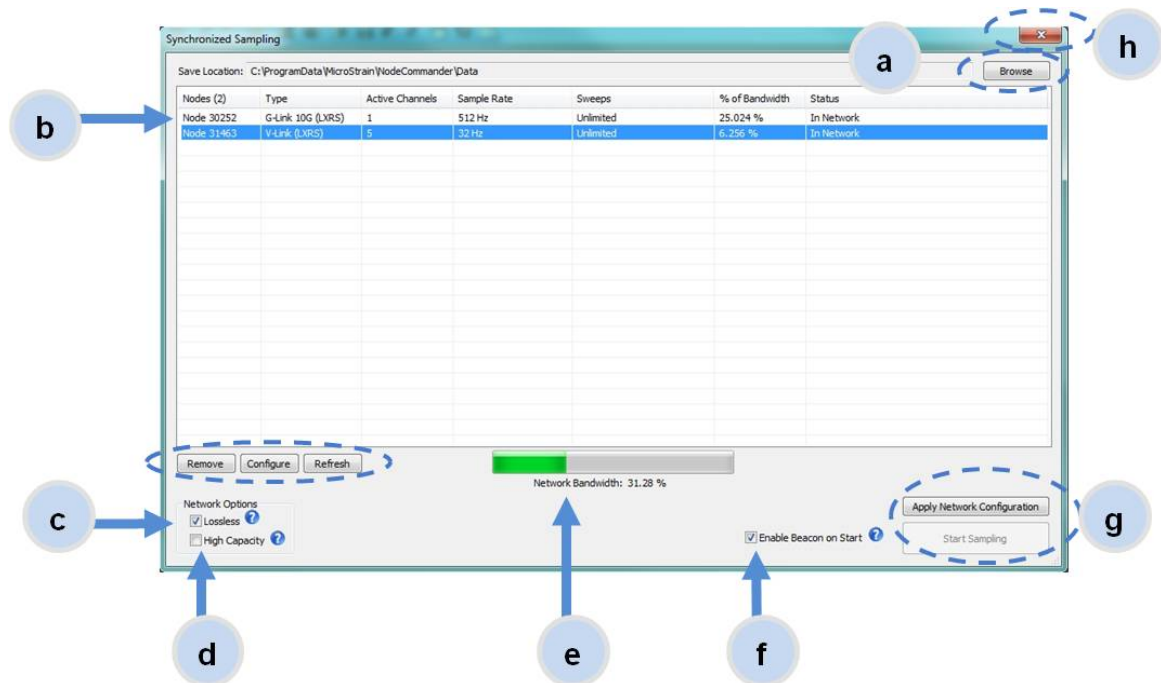 Synchronized Sampling
h
a
Save Location: C:\ProgramData\MicroStrain\NodeCommander\Data
Browse
b
Nodes (2) Type Active Channels Sample Rate Sweeps % of Bandwidth Status
Node 30252 G-Link 10G (LXRS) 1 512 Hz Unlimited 25.024 % In Network
Node 31463 V-Link (LXRS) 5 32 Hz Unlimited 6.256 % In Network
Remove Configure Refresh
Network Bandwidth: 31.28 %
Network Options
c
Lossless ?
High Capacity ?
Enable Beacon on Start ?
Apply Network Configuration
Start Sampling
g
d
e
f